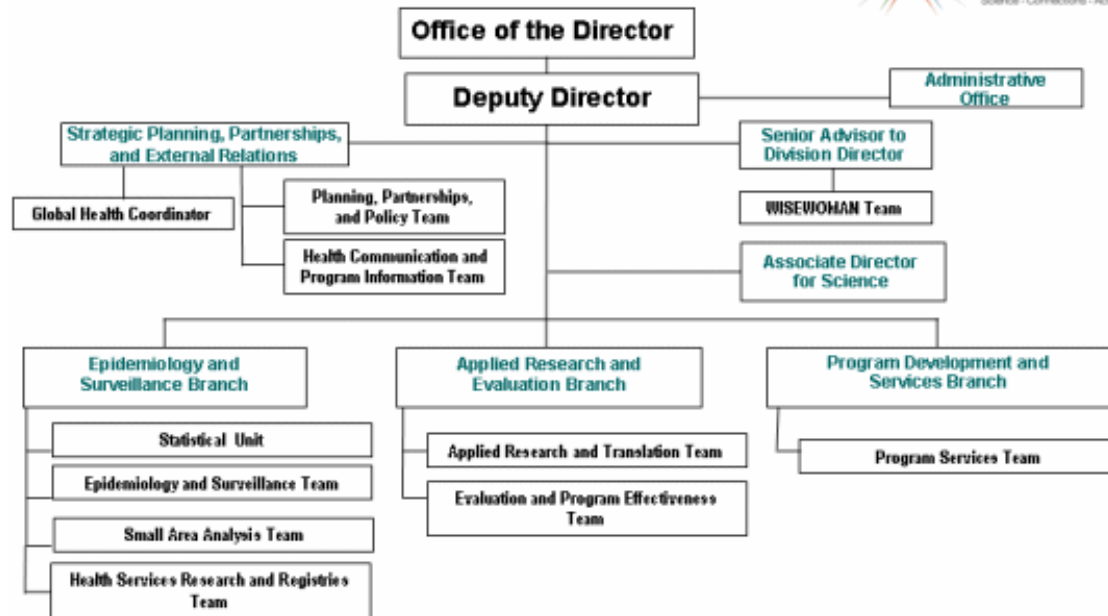 Science - Connections - Ac
Office of the Director
Deputy Director
Administrative
Office
Strategic Planning, Partnerships,
and External Relations
Senior Advisor to
Division Director
Global Health Coordinator
Planning, Partnerships,
and Policy Team
WISEWOMAN Team
Health Communication and
Program Information Team
Associate Director
for Science
Epidemiology and
Surveillance Branch
Applied Research and
Evaluation Branch
Program Development and
Services Branch
Statistical Unit
Applied Research and Translation Team
Program Services Team
Epidemiology and Surveillance Team
Evaluation and Program Effectiveness
Team
Small Area Analysis Team
Health Services Research and Registries
Team